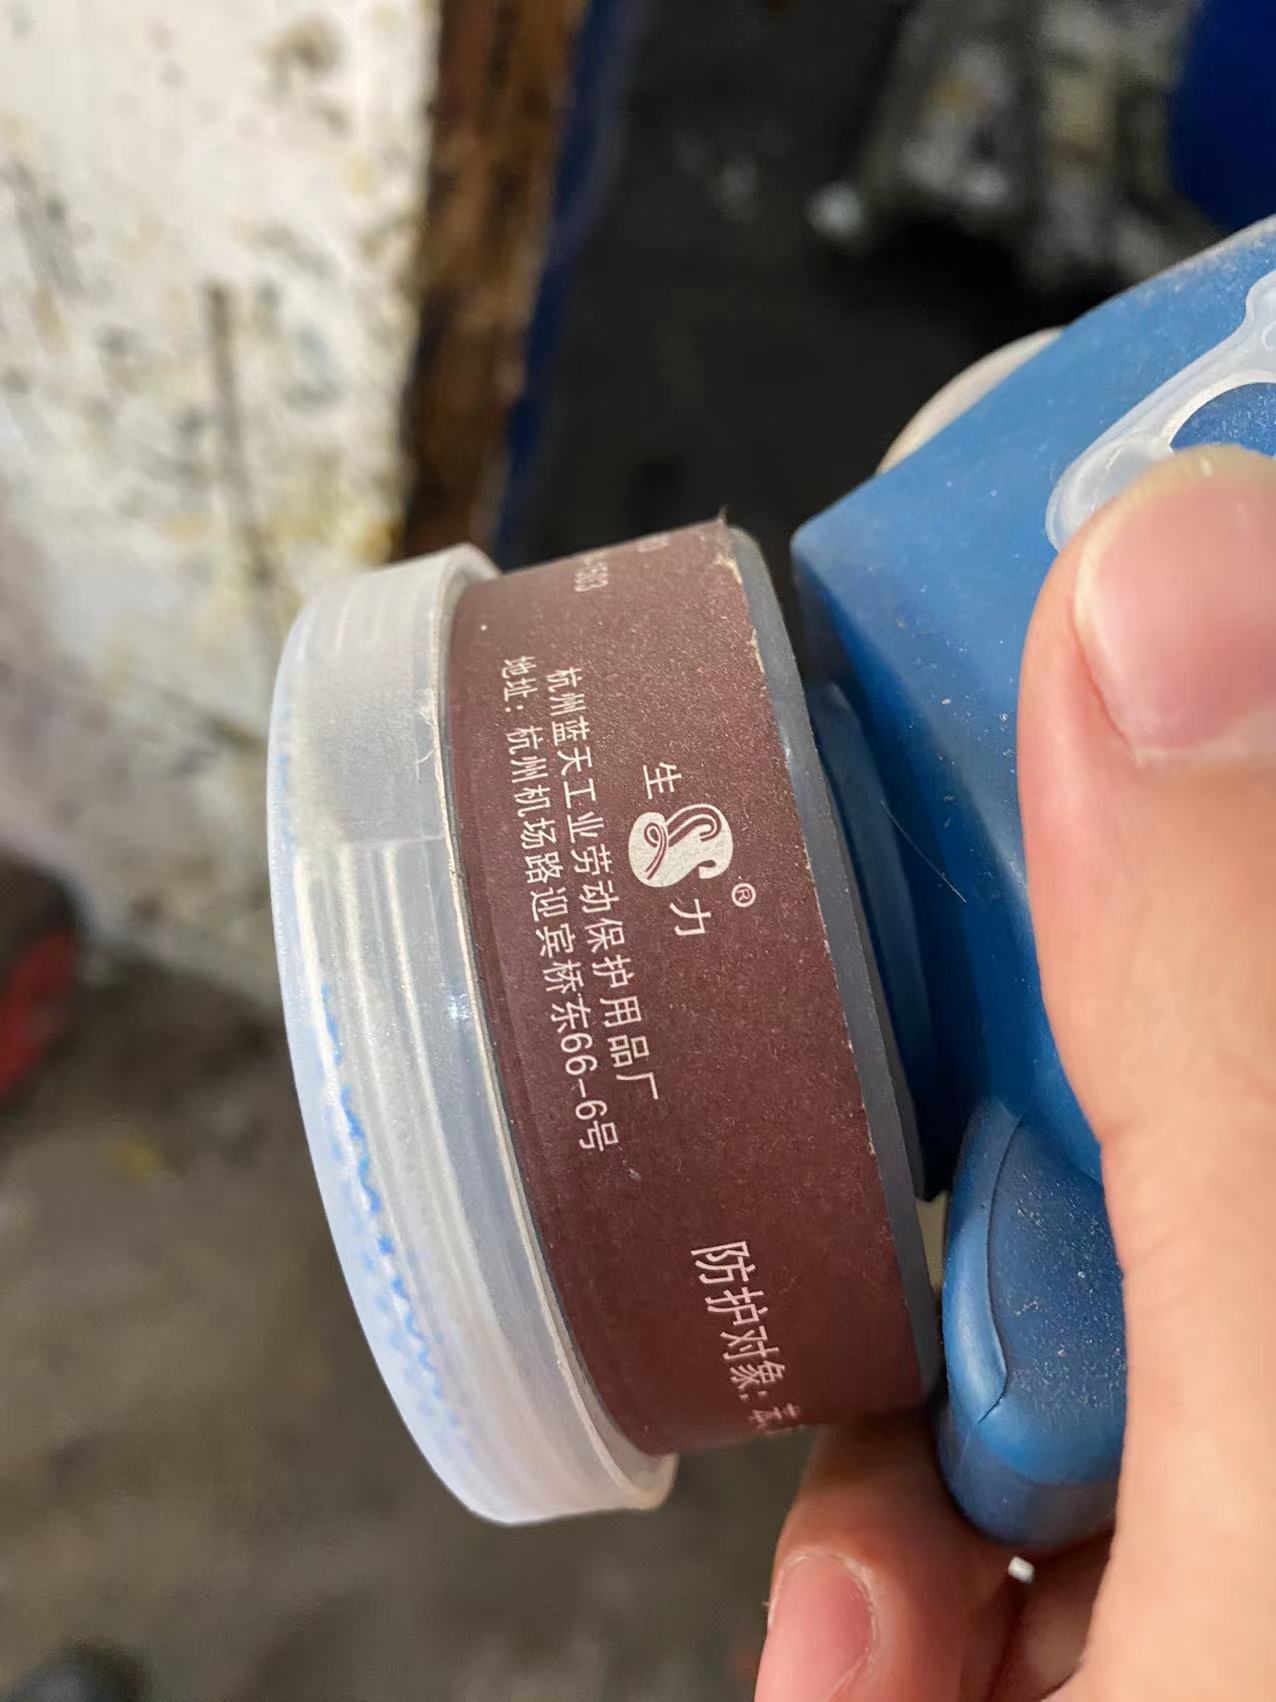 生 力®
杭州蓝天工业劳动保护用品厂
地址：杭州机场路迎宾桥东66-6号
防护对象: